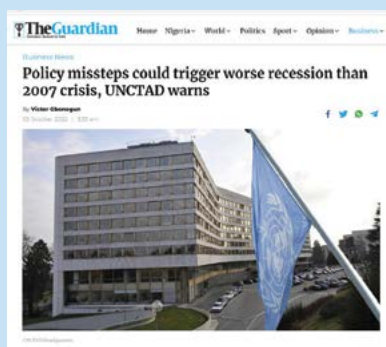 TheGuardian
Home Nigeria World Politics Sport Opinion Business
Business News
Policy missteps could trigger worse recession than
2007 crisis, UNCTAD warns
By Victor Gbonegun